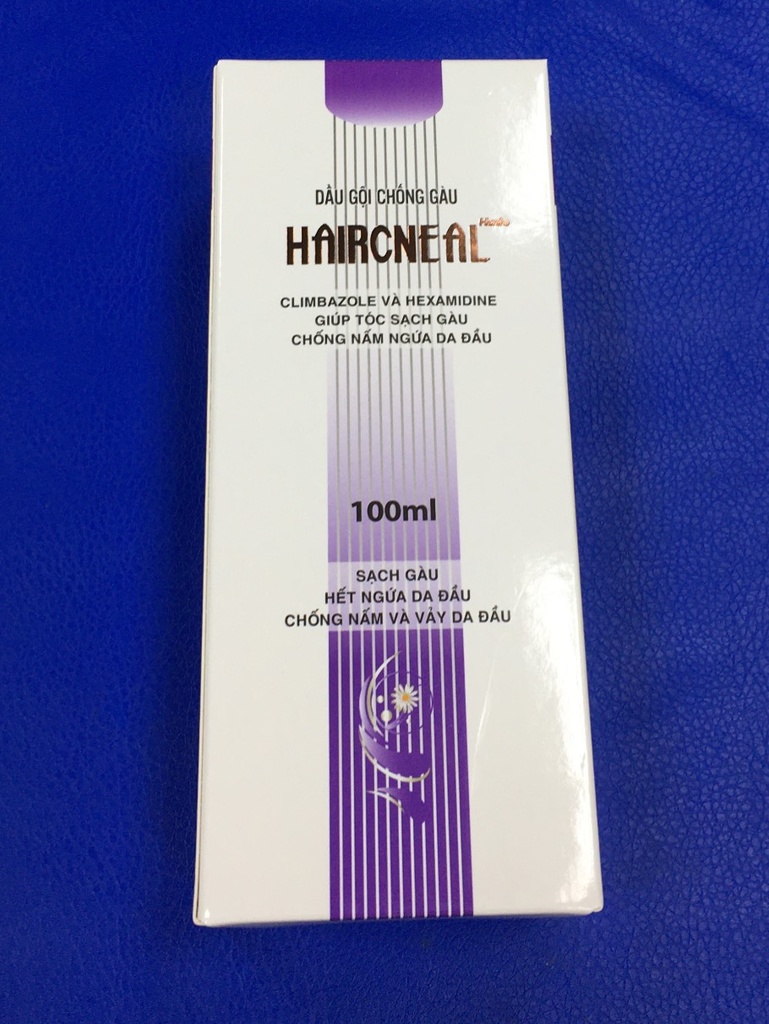 DẦU GỘI CHỐNG GÀU
HAIRCNEAL
CLIMBAZOLE VÀ HEXAMIDINE
GIÚP TÓC SẠCH GÀU
CHỐNG NẤM NGỨA DA ĐẦU
100ml
SẠCH GÀU
HẾT NGỨA DA ĐẦU
CHỐNG NẤM VÀ VẢY DA ĐẦU